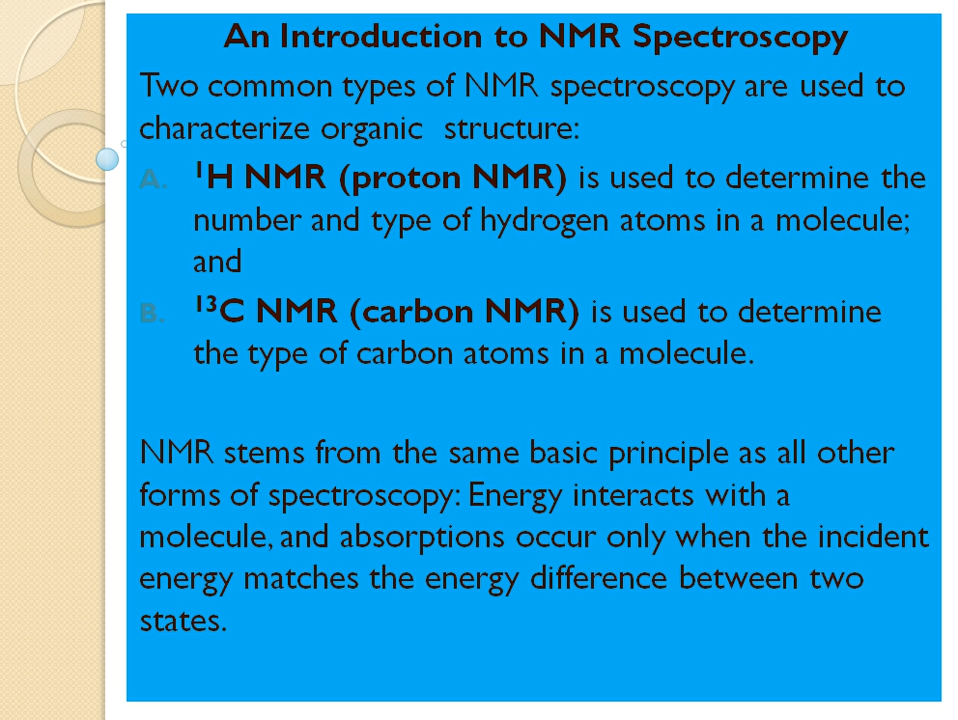 An Introduction to NMR Spectroscopy
Two common types of NMR spectroscopy are used to
characterize organic structure:
A. ¹H NMR (proton NMR) is used to determine the
number and type of hydrogen atoms in a molecule;
and
B. ¹³C NMR (carbon NMR) is used to determine
the type of carbon atoms in a molecule.
NMR stems from the same basic principle as all other
forms of spectroscopy: Energy interacts with a
molecule, and absorptions occur only when the incident
energy matches the energy difference between two
states.